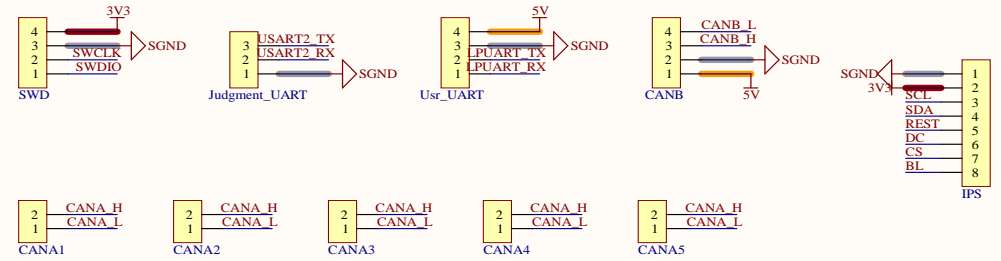 3V3
4
3 SGND
2 SWCLK
1 SWDIO
SWD
3 USART2_TX
2 USART2_RX
1 SGND
Judgment_UART
5V
4
3 SGND
2 LPUART_TX
1 LPUART_RX
Usr_UART
4 CANB_L
3 CANB_H
2 SGND
1
5V
CANB
SGND 1
3V3 2
SCL 3
SDA 4
REST 5
DC 6
CS 7
BL 8
IPS
2 CANA_H
1 CANA_L
CANA1
2 CANA_H
1 CANA_L
CANA2
2 CANA_H
1 CANA_L
CANA3
2 CANA_H
1 CANA_L
CANA4
2 CANA_H
1 CANA_L
CANA5